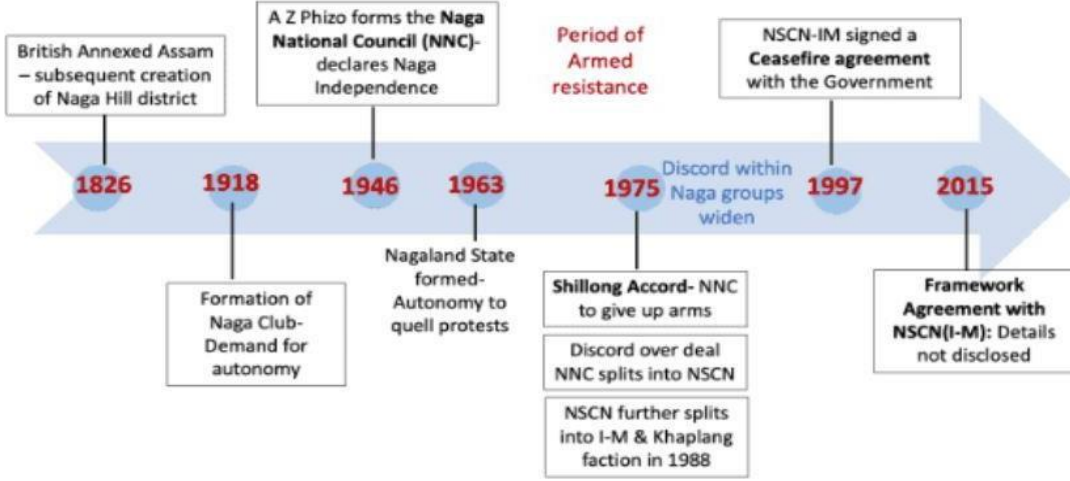 British Annexed Assam
– subsequent creation
of Naga Hill district
A Z Phizo forms the Naga
National Council (NNC)-
declares Naga
Independence
Period of
Armed
resistance
NSCN-IM signed a
Ceasefire agreement
with the Government
1826
1918
1946
1963
1975
Discord within
Naga groups
widen
1997
2015
Formation of
Naga Club-
Demand for
autonomy
Nagaland State
formed-
Autonomy to
quell protests
Shillong Accord- NNC
to give up arms
Discord over deal
NNC splits into NSCN
NSCN further splits
into I-M & Khaplang
faction in 1988
Framework
Agreement with
NSCN(I-M): Details
not disclosed